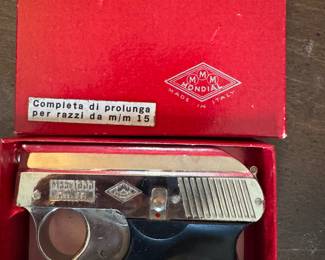 MMM
MONDIAL
MADE IN ITALY
Completa di prolunga
per razzi da m/m 15